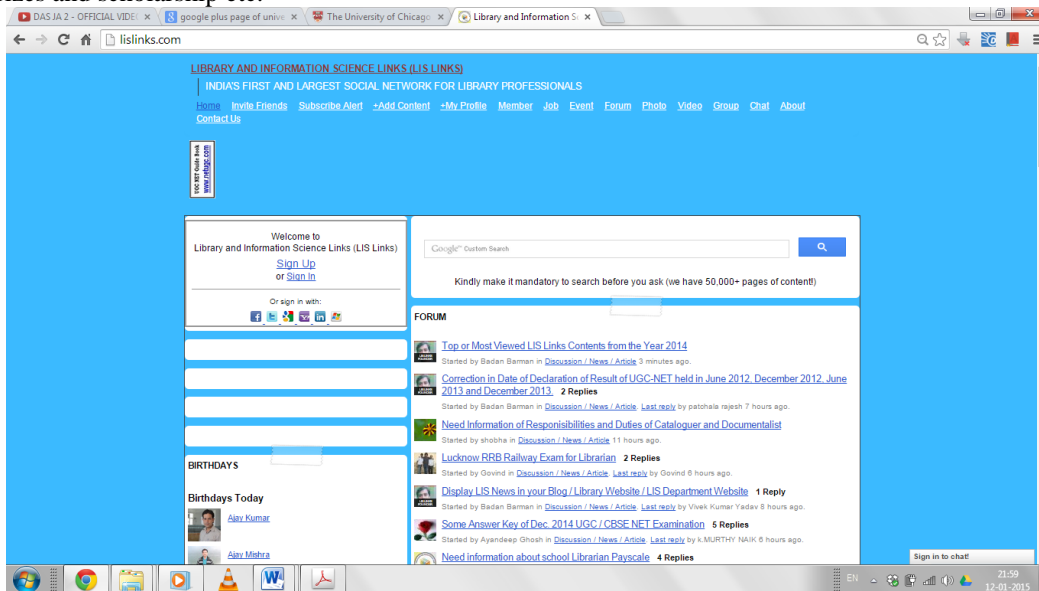 izes and scholarship etc.
DAS JA 2 - OFFICIAL VIDE
google plus page of unive
The University of Chicago
Library and Information S
lislinks.com
LIBRARY AND INFORMATION SCIENCE LINKS (LIS LINKS)
INDIA'S FIRST AND LARGEST SOCIAL NETWORK FOR LIBRARY PROFESSIONALS
Home Invite Friends Subscribe Alert +Add Content +My Profile Member Job Event Forum Photo Video Group Chat About
Contact Us
UGC NET Guide Book
www.netugc.com
Welcome to
Library and Information Science Links (LIS Links)
Sign Up
or Sign In
Or sign in with:
Google™ Custom Search
Kindly make it mandatory to search before you ask (we have 50,000+ pages of content!)
FORUM
Top or Most Viewed LIS Links Contents from the Year 2014
Started by Badan Barman in Discussion / News / Article 3 minutes ago.
Correction in Date of Declaration of Result of UGC-NET held in June 2012, December 2012, June
2013 and December 2013. 2 Replies
Started by Badan Barman in Discussion / News / Article. Last reply by patchala rajesh 7 hours ago.
Need Information of Responisibilities and Duties of Cataloguer and Documentalist
Started by shobha in Discussion / News / Article 11 hours ago.
Lucknow RRB Railway Exam for Librarian 2 Replies
Started by Govind in Discussion / News / Article. Last reply by Govind 6 hours ago.
Display LIS News in your Blog / Library Website / LIS Department Website 1 Reply
Started by Badan Barman in Discussion / News / Article. Last reply by Vivek Kumar Yadav 8 hours ago.
Some Answer Key of Dec. 2014 UGC / CBSE NET Examination 5 Replies
Started by Ayandeep Ghosh in Discussion / News / Article. Last reply by k.MURTHY NAIK 6 hours ago.
Need information about school Librarian Payscale 4 Replies
BIRTHDAYS
Birthdays Today
Ajay Kumar
Ajay Mishra
Sign in to chat!
EN
21:59
12-01-2015